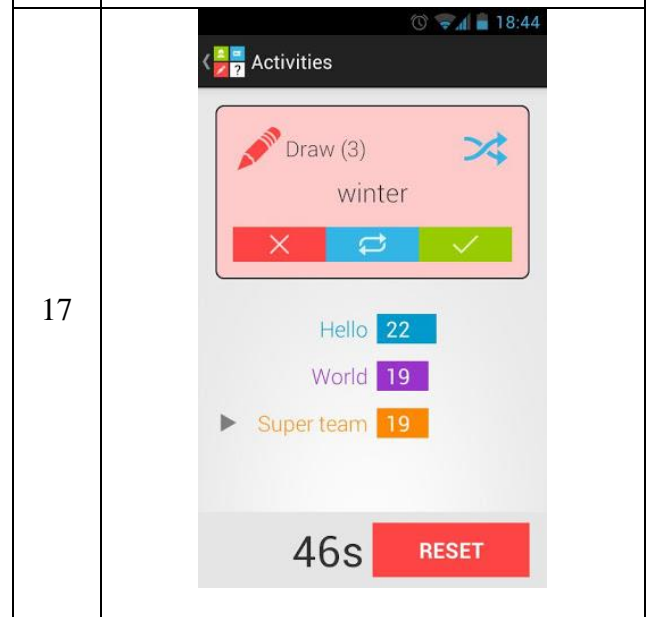 18:44
?
Activities
Draw (3)
winter
17
Hello 22
World 19
Super team 19
46s RESET